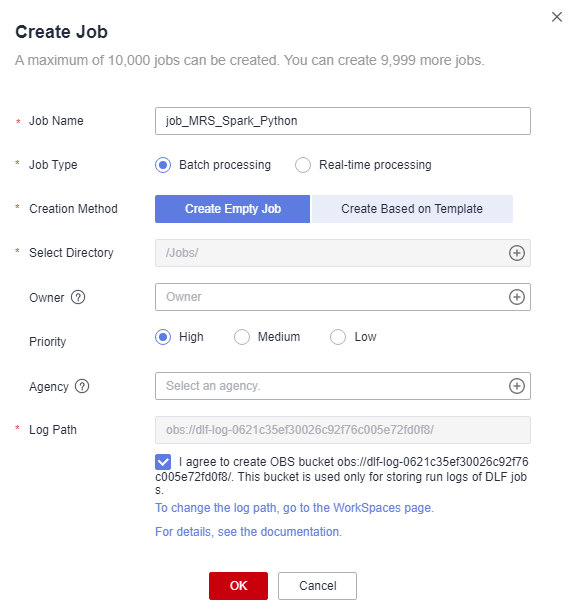 Create Job
A maximum of 10,000 jobs can be created. You can create 9,999 more jobs.
* Job Name job_MRS_Spark_Python
* Job Type Batch processing Real-time processing
* Creation Method Create Empty Job Create Based on Template
* Select Directory /Jobs/
Owner ? Owner
Priority High Medium Low
Agency ? Select an agency.
* Log Path obs://dlf-log-0621c35ef30026c92f76c005e72fd0f8/
I agree to create OBS bucket obs://dlf-log-0621c35ef30026c92f76
c005e72fd0f8/. This bucket is used only for storing run logs of DLF job
s.
To change the log path, go to the WorkSpaces page.
For details, see the documentation.
OK Cancel